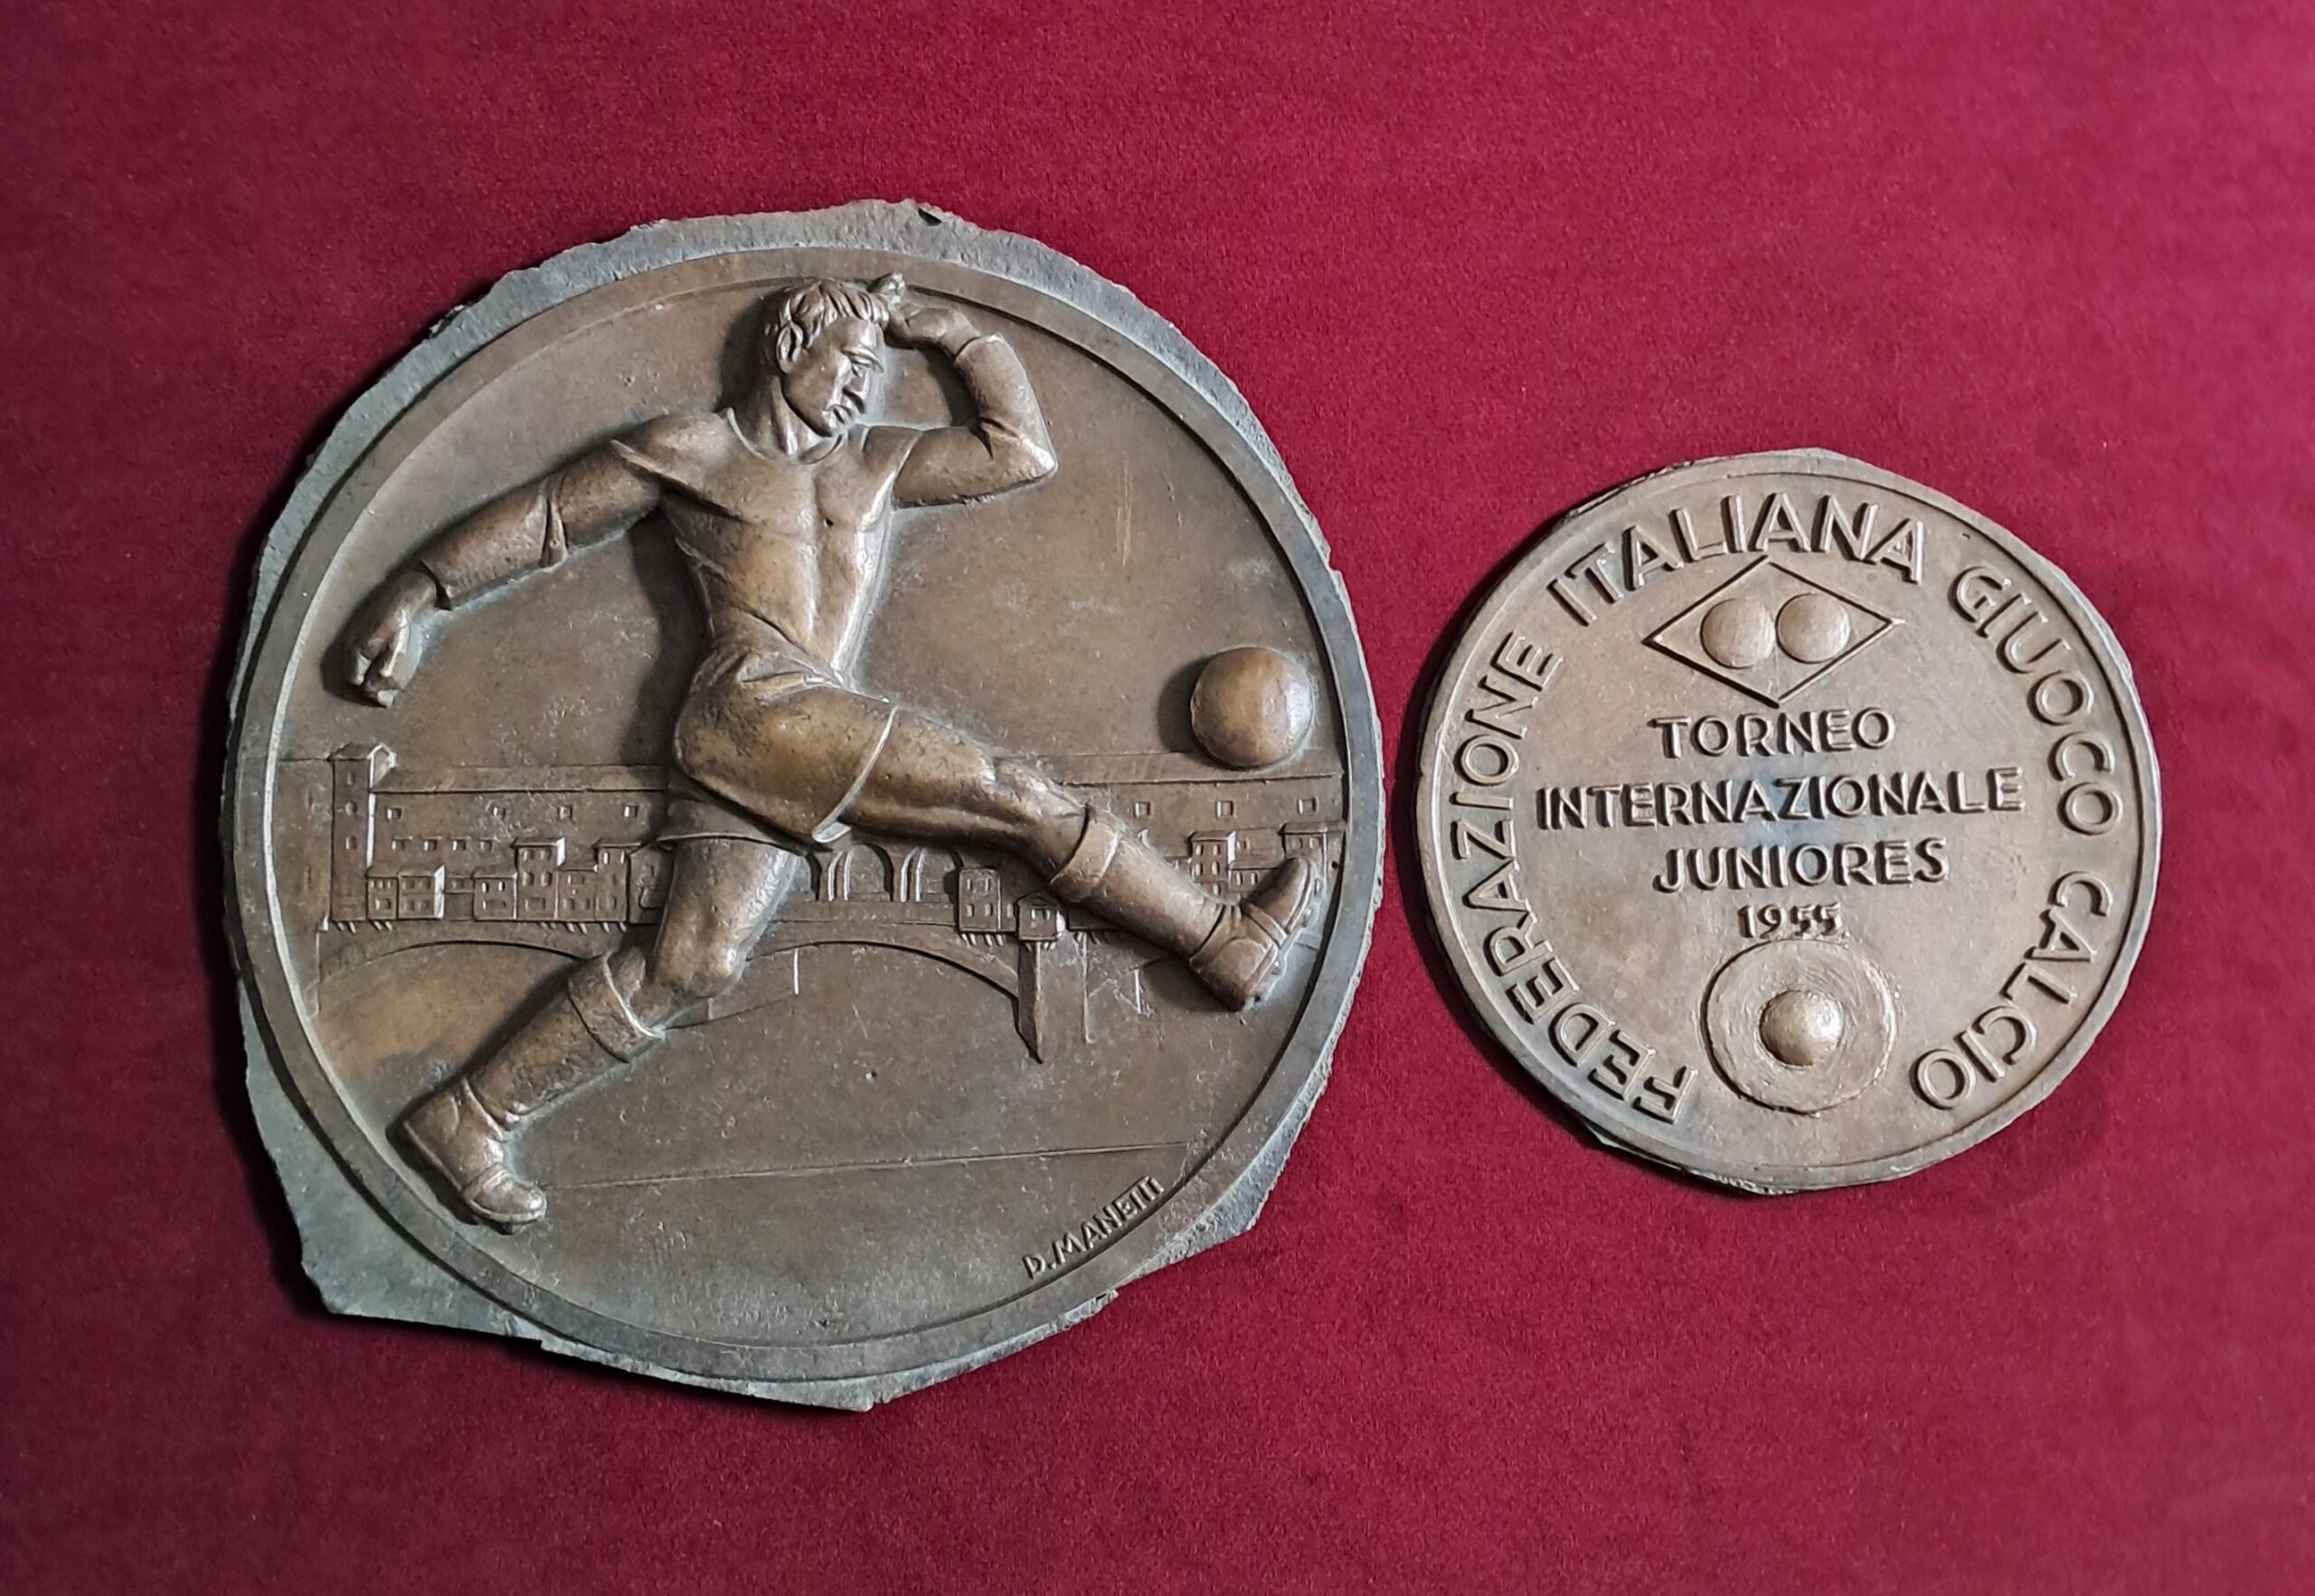 D. MANETTI
FEDERAZIONE ITALIANA GIUOCO CALCIO
TORNEO
INTERNAZIONALE
JUNIORES
1955